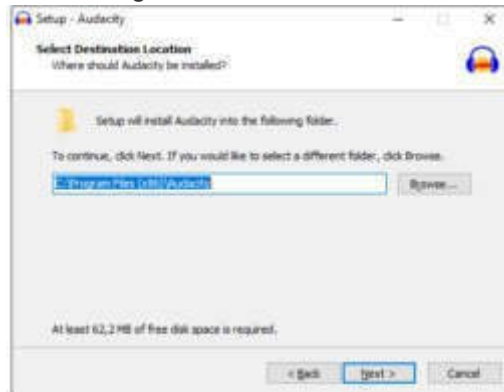 Setup - Audacity
Select Destination Location
Where should Audacity be installed?
Setup will install Audacity into the following folder.
To continue, click Next. If you would like to select a different folder, click Browse.
C:\Program Files (x86)\Audacity
Browse...
At least 62,2 MB of free disk space is required.
< Back
Next >
Cancel